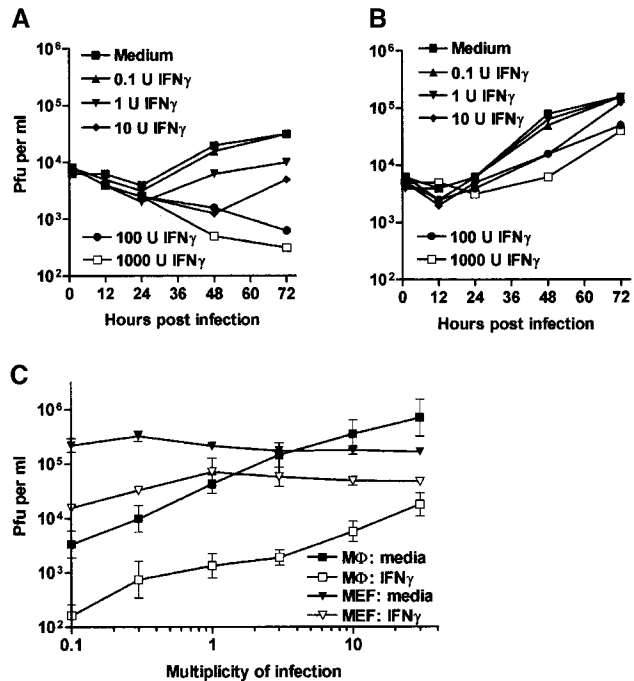 A
Pfu per ml
10⁶
10⁵
10⁴
10³
10²
Medium
0.1 U IFNγ
1 U IFNγ
10 U IFNγ
100 U IFNγ
1000 U IFNγ
0 12 24 36 48 60 72
Hours post infection
B
10⁶
10⁵
10⁴
10³
10²
Medium
0.1 U IFNγ
1 U IFNγ
10 U IFNγ
100 U IFNγ
1000 U IFNγ
0 12 24 36 48 60 72
Hours post infection
C
Pfu per ml
10⁶
10⁵
10⁴
10³
10²
MΦ: media
MΦ: IFNγ
MEF: media
MEF: IFNγ
0.1 1 10
Multiplicity of infection